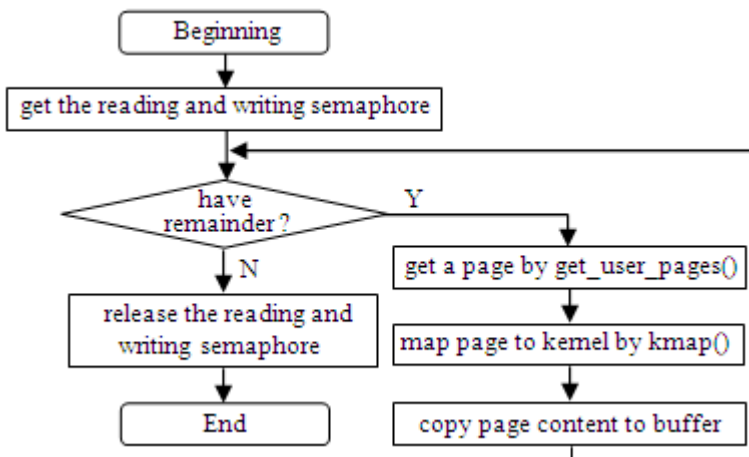 Beginning
get the reading and writing semaphore
have
remainder?
Y
N
get a page by get_user_pages()
release the reading and
writing semaphore
map page to kernel by kmap()
End
copy page content to buffer